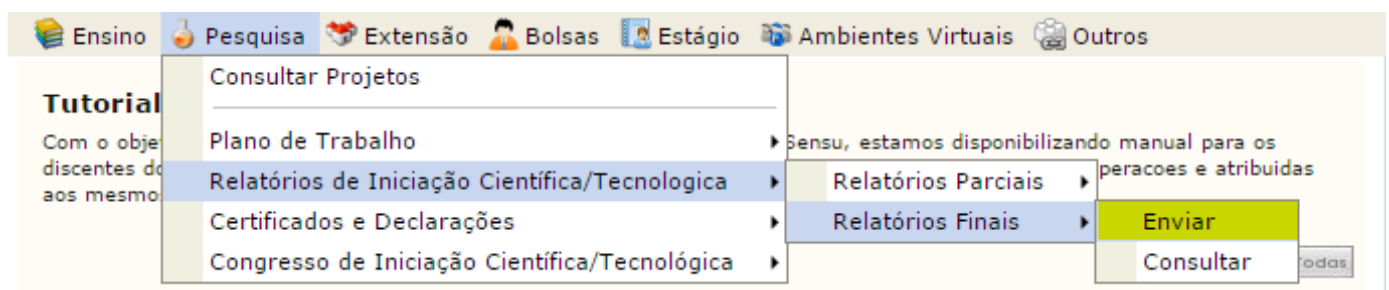 Ensino Pesquisa Extensão Bolsas Estágio Ambientes Virtuais Outros
Consultar Projetos
Tutorial
Com o obje
Plano de Trabalho
Sensu, estamos disponibilizando manual para os
discentes do
Relatórios de Iniciação Científica/Tecnologica
Relatórios Parciais
peracoes e atribuidas
aos mesmo
Certificados e Declarações
Relatórios Finais
Enviar
Congresso de Iniciação Científica/Tecnológica
Consultar
odas